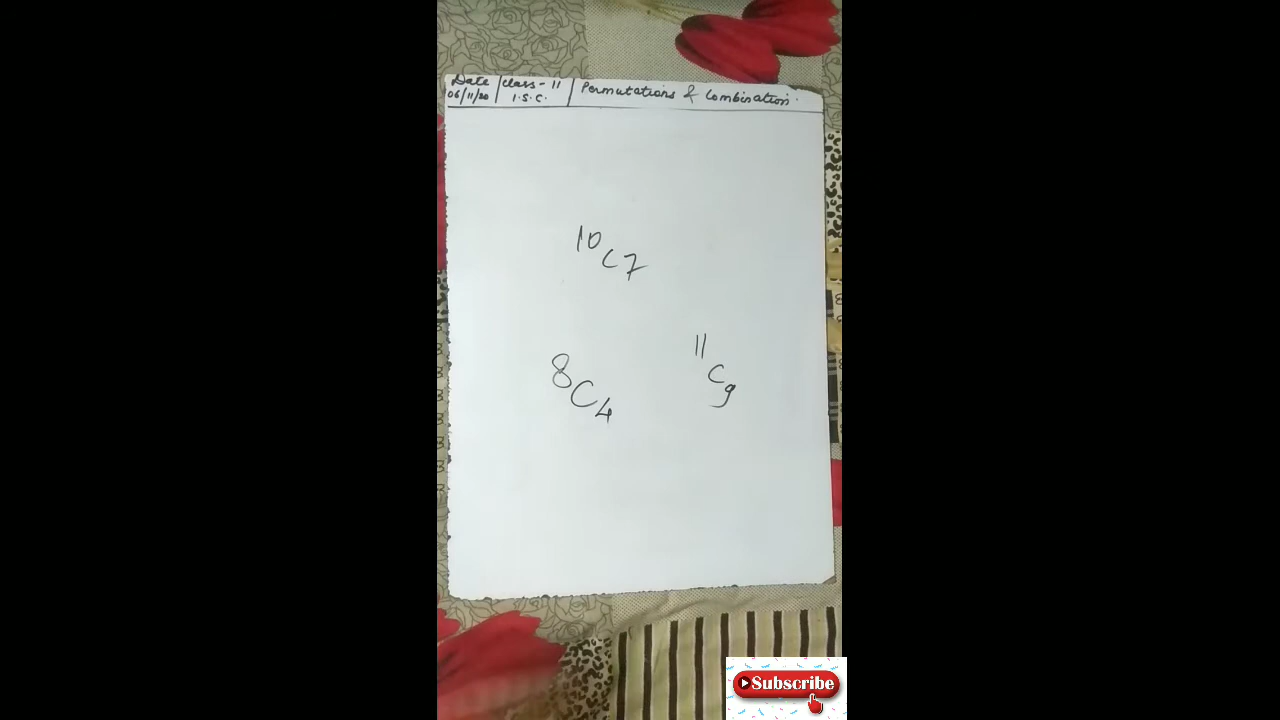 Date | Class - 11 | Permutations & Combination.
06/11/20 | I.S.C.
10C7
11C9
8C4
Subscribe